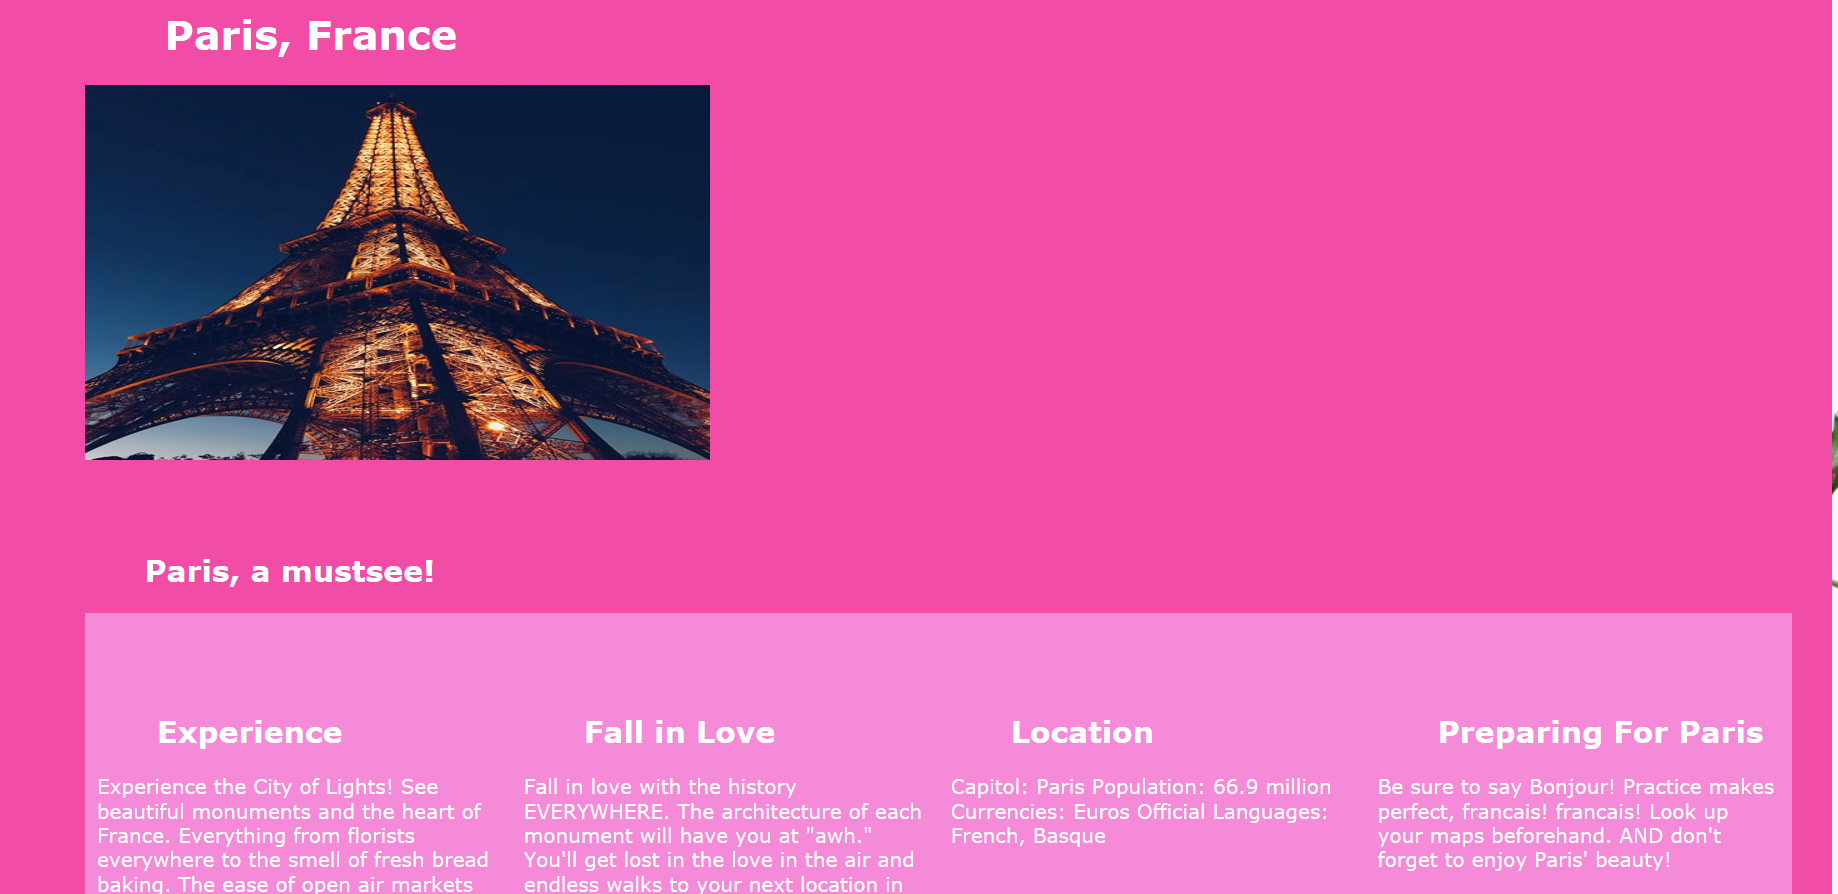 Paris, France
Paris, a mustsee!
Experience
Experience the City of Lights! See
beautiful monuments and the heart of
France. Everything from florists
everywhere to the smell of fresh bread
baking. The ease of open air markets
Fall in Love
Fall in love with the history
EVERYWHERE. The architecture of each
monument will have you at "awh."
You'll get lost in the love in the air and
endless walks to your next location in
Location
Capitol: Paris Population: 66.9 million
Currencies: Euros Official Languages:
French, Basque
Preparing For Paris
Be sure to say Bonjour! Practice makes
perfect, francais! francais! Look up
your maps beforehand. AND don't
forget to enjoy Paris' beauty!